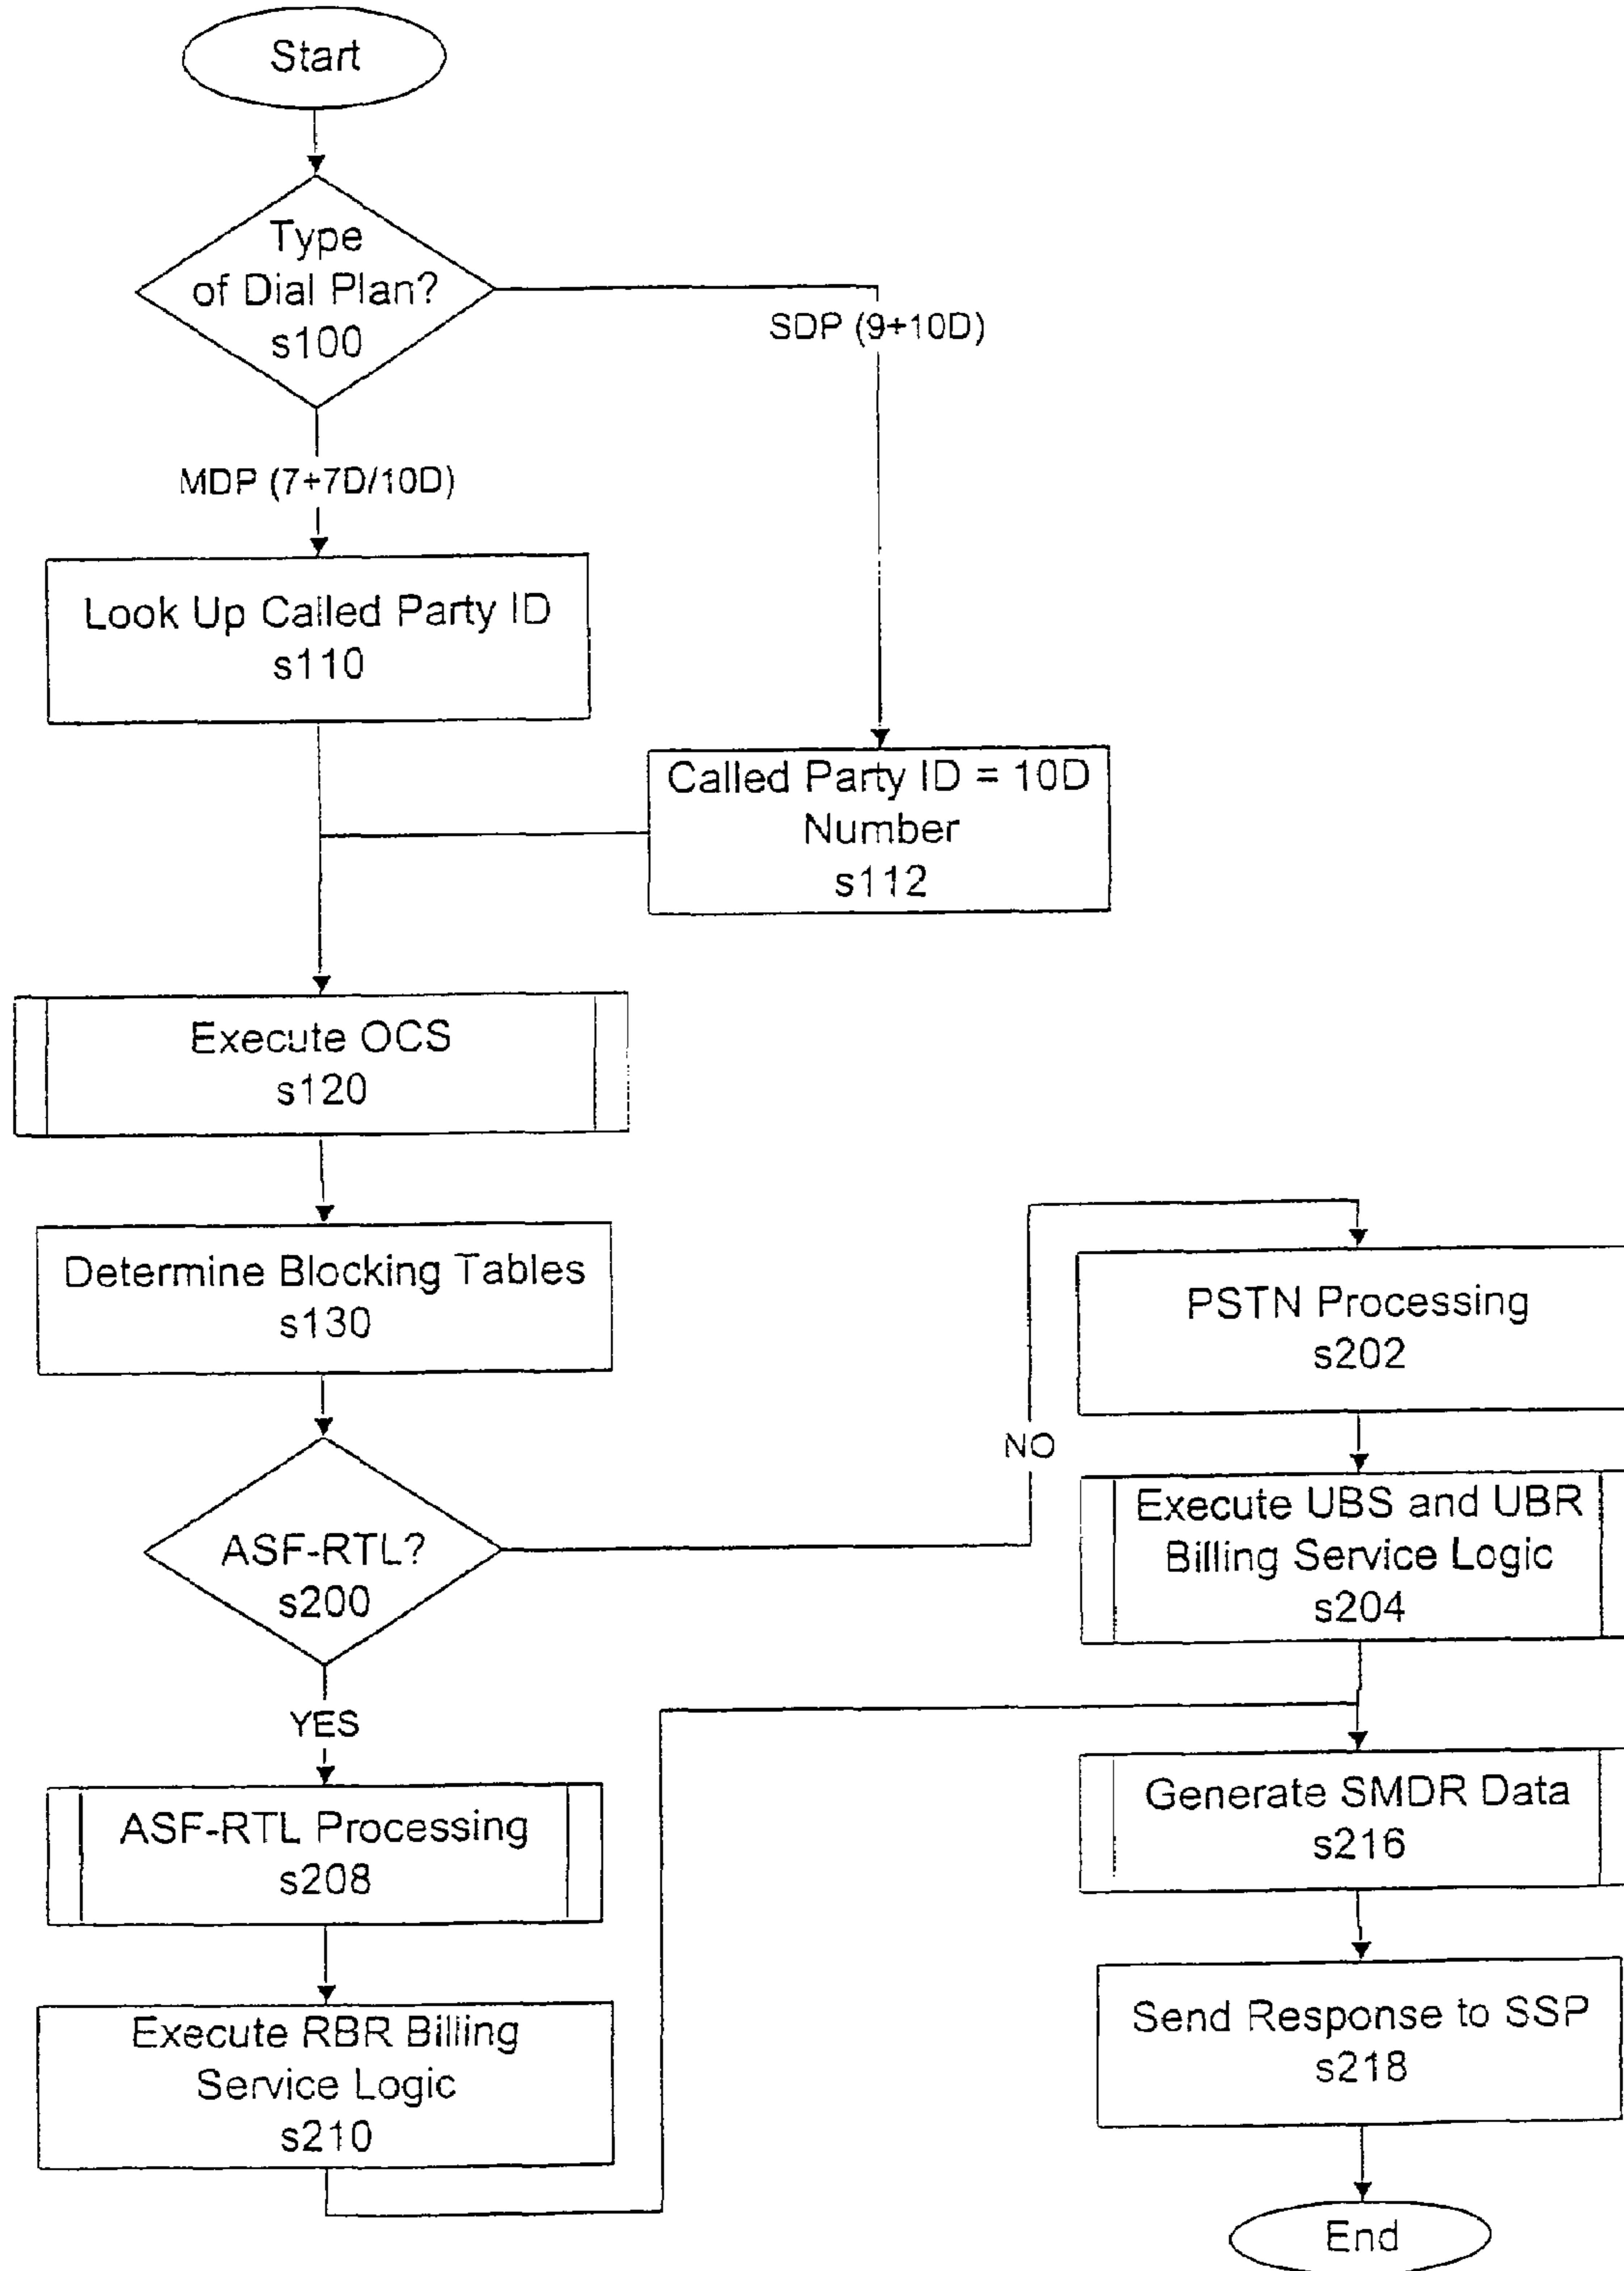 Start
Type
of Dial Plan?
s100
SDP (9+10D)
MDP (7+7D/10D)
Look Up Called Party ID
s110
Called Party ID = 10D
Number
s112
Execute OCS
s120
Determine Blocking Tables
s130
ASF-RTL?
s200
NO
PSTN Processing
s202
Execute UBS and UBR
Billing Service Logic
s204
YES
ASF-RTL Processing
s208
Execute RBR Billing
Service Logic
s210
Generate SMDR Data
s216
Send Response to SSP
s218
End